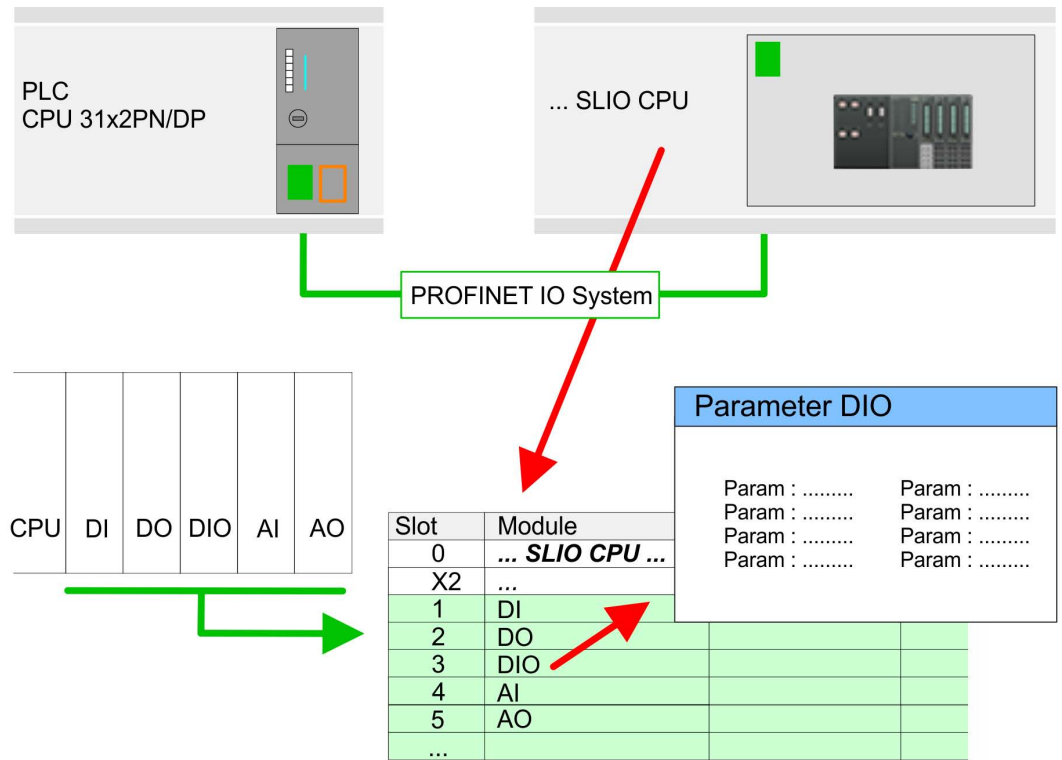 PLC
CPU 31x2PN/DP
... SLIO CPU
PROFINET IO System
CPU DI DO DIO AI AO
Parameter DIO
Param : ......... Param : .........
Param : ......... Param : .........
Param : ......... Param : .........
Param : ......... Param : .........
Slot Module
0 ... SLIO CPU ...
X2 ...
1 DI
2 DO
3 DIO
4 AI
5 AO
...